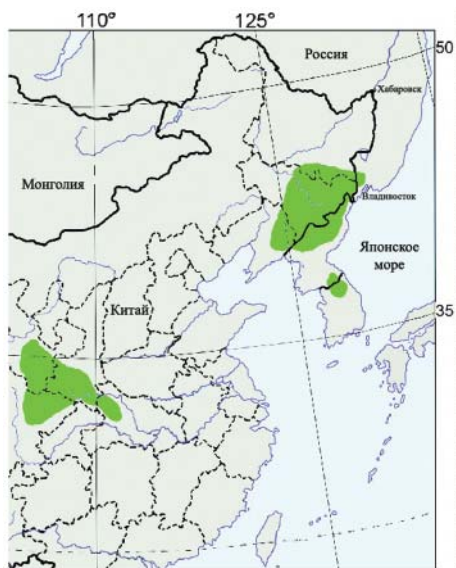 110°
125°
50
Россия
Хабаровск
Монголия
Владивосток
Японское
море
Китай
35